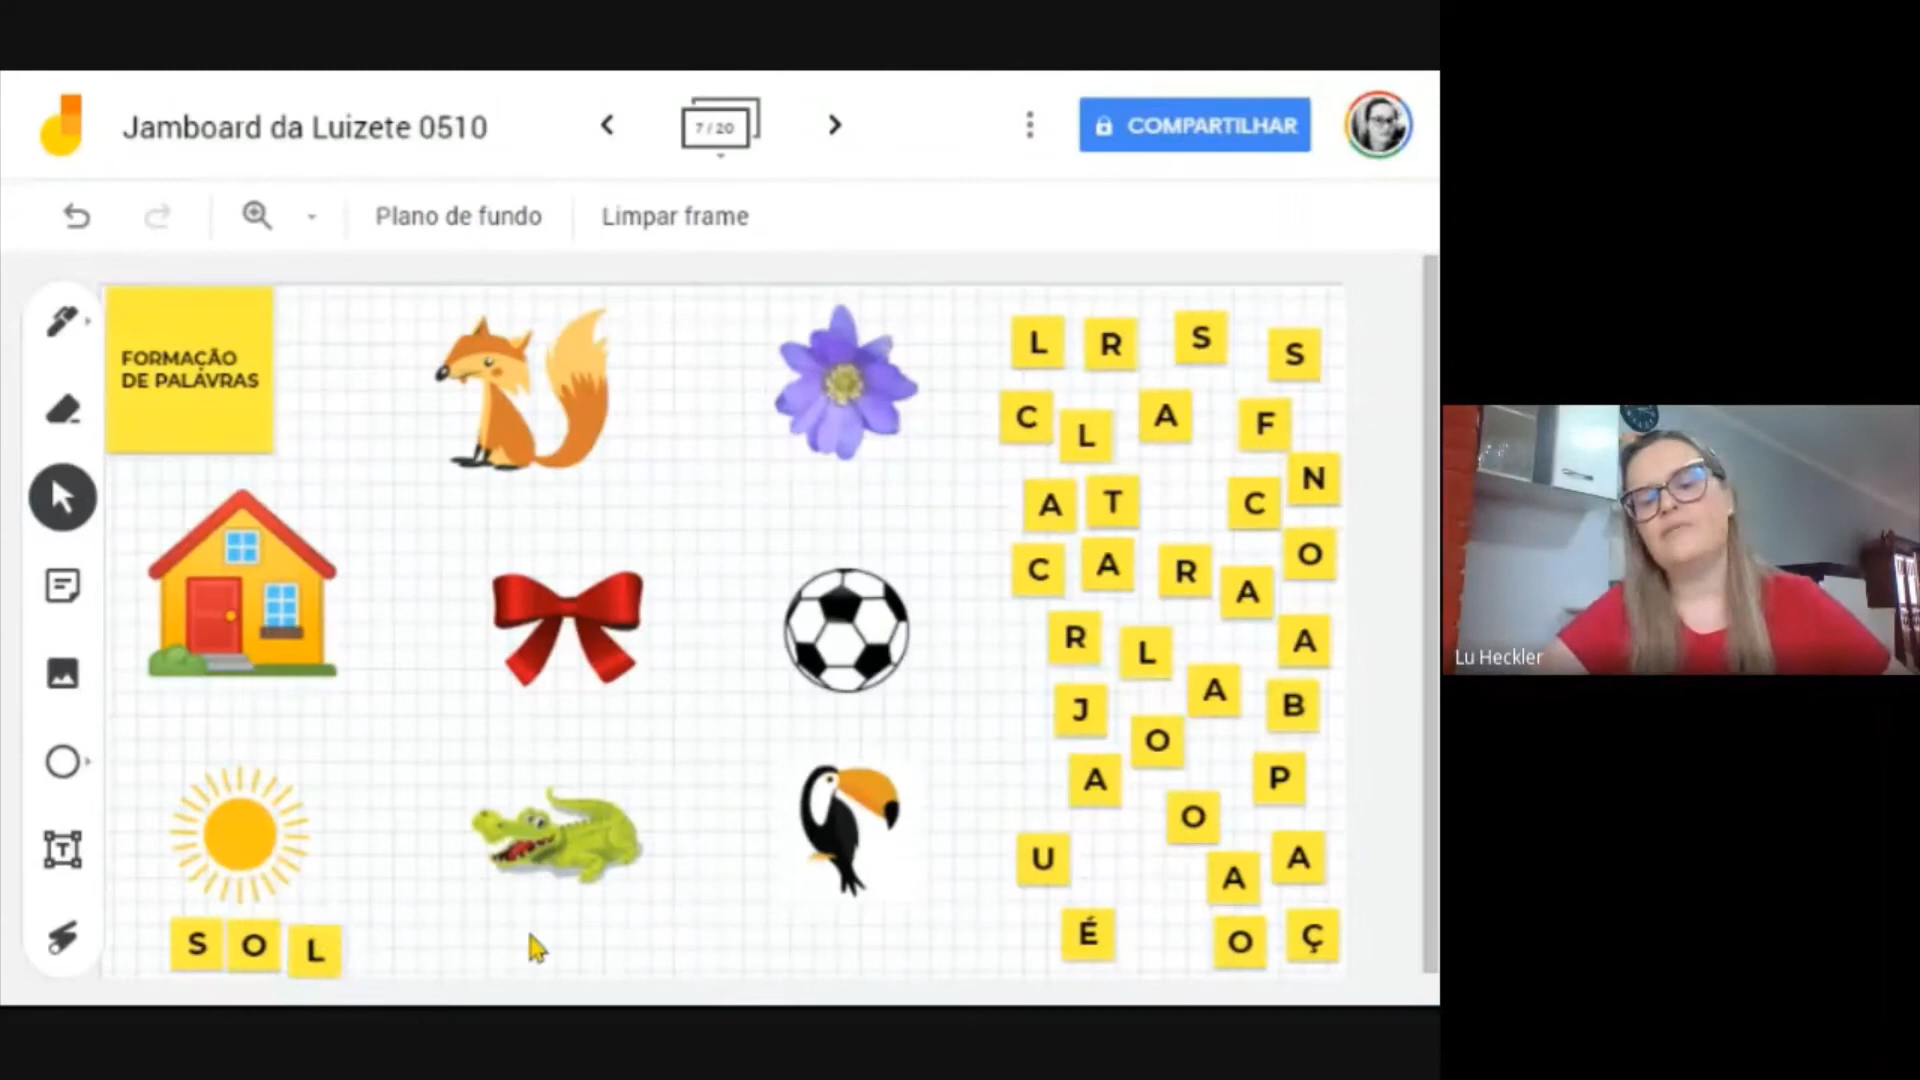 Jamboard da Luizete 0510
7 / 20
COMPARTILHAR
Plano de fundo
Limpar frame
FORMAÇÃO
DE PALAVRAS
L R S S
C L A F
A T C N
C A R A O
R L A
J A B
O
A P
O
U A A
É O Ç
S O L
Lu Heckler